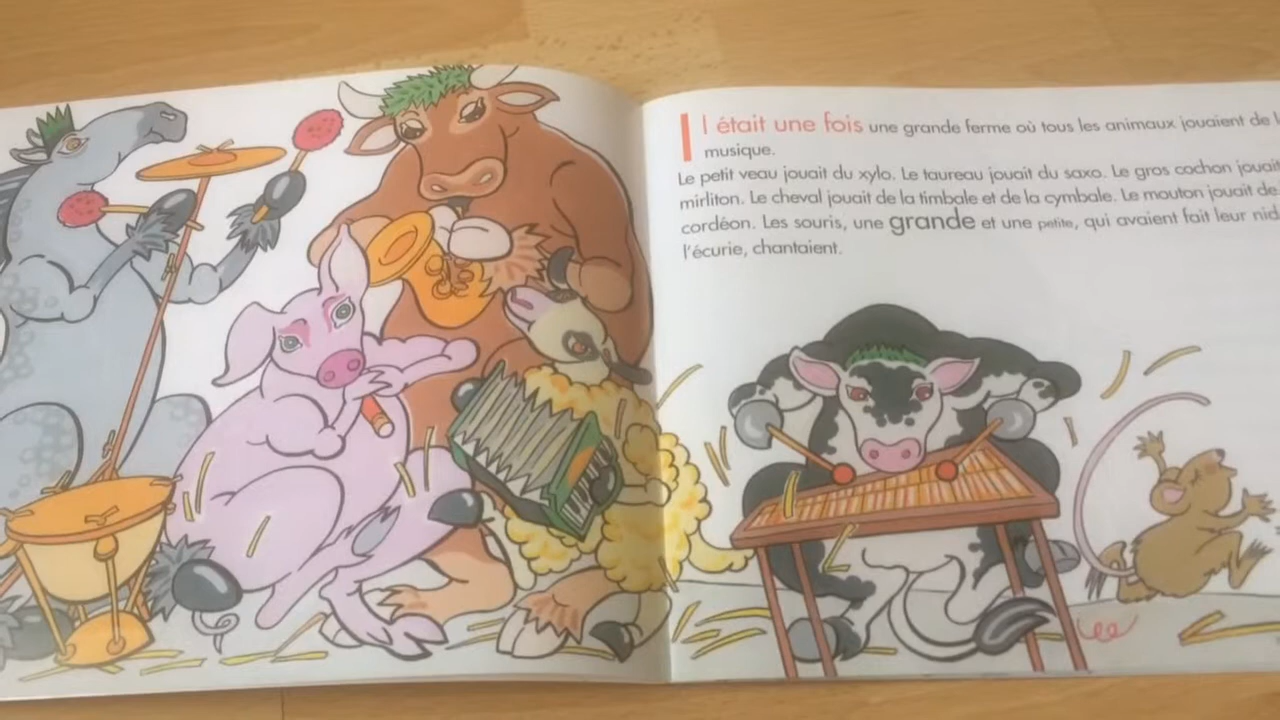 Il était une fois une grande ferme où tous les animaux jouaient de
musique.
Le petit veau jouait du xylo. Le taureau jouait du saxo. Le gros cochon jouait
mirliton. Le cheval jouait de la timbale et de la cymbale. Le mouton jouait de
cordéon. Les souris, une grande et une petite, qui avaient fait leur nid
l'écurie, chantaient.